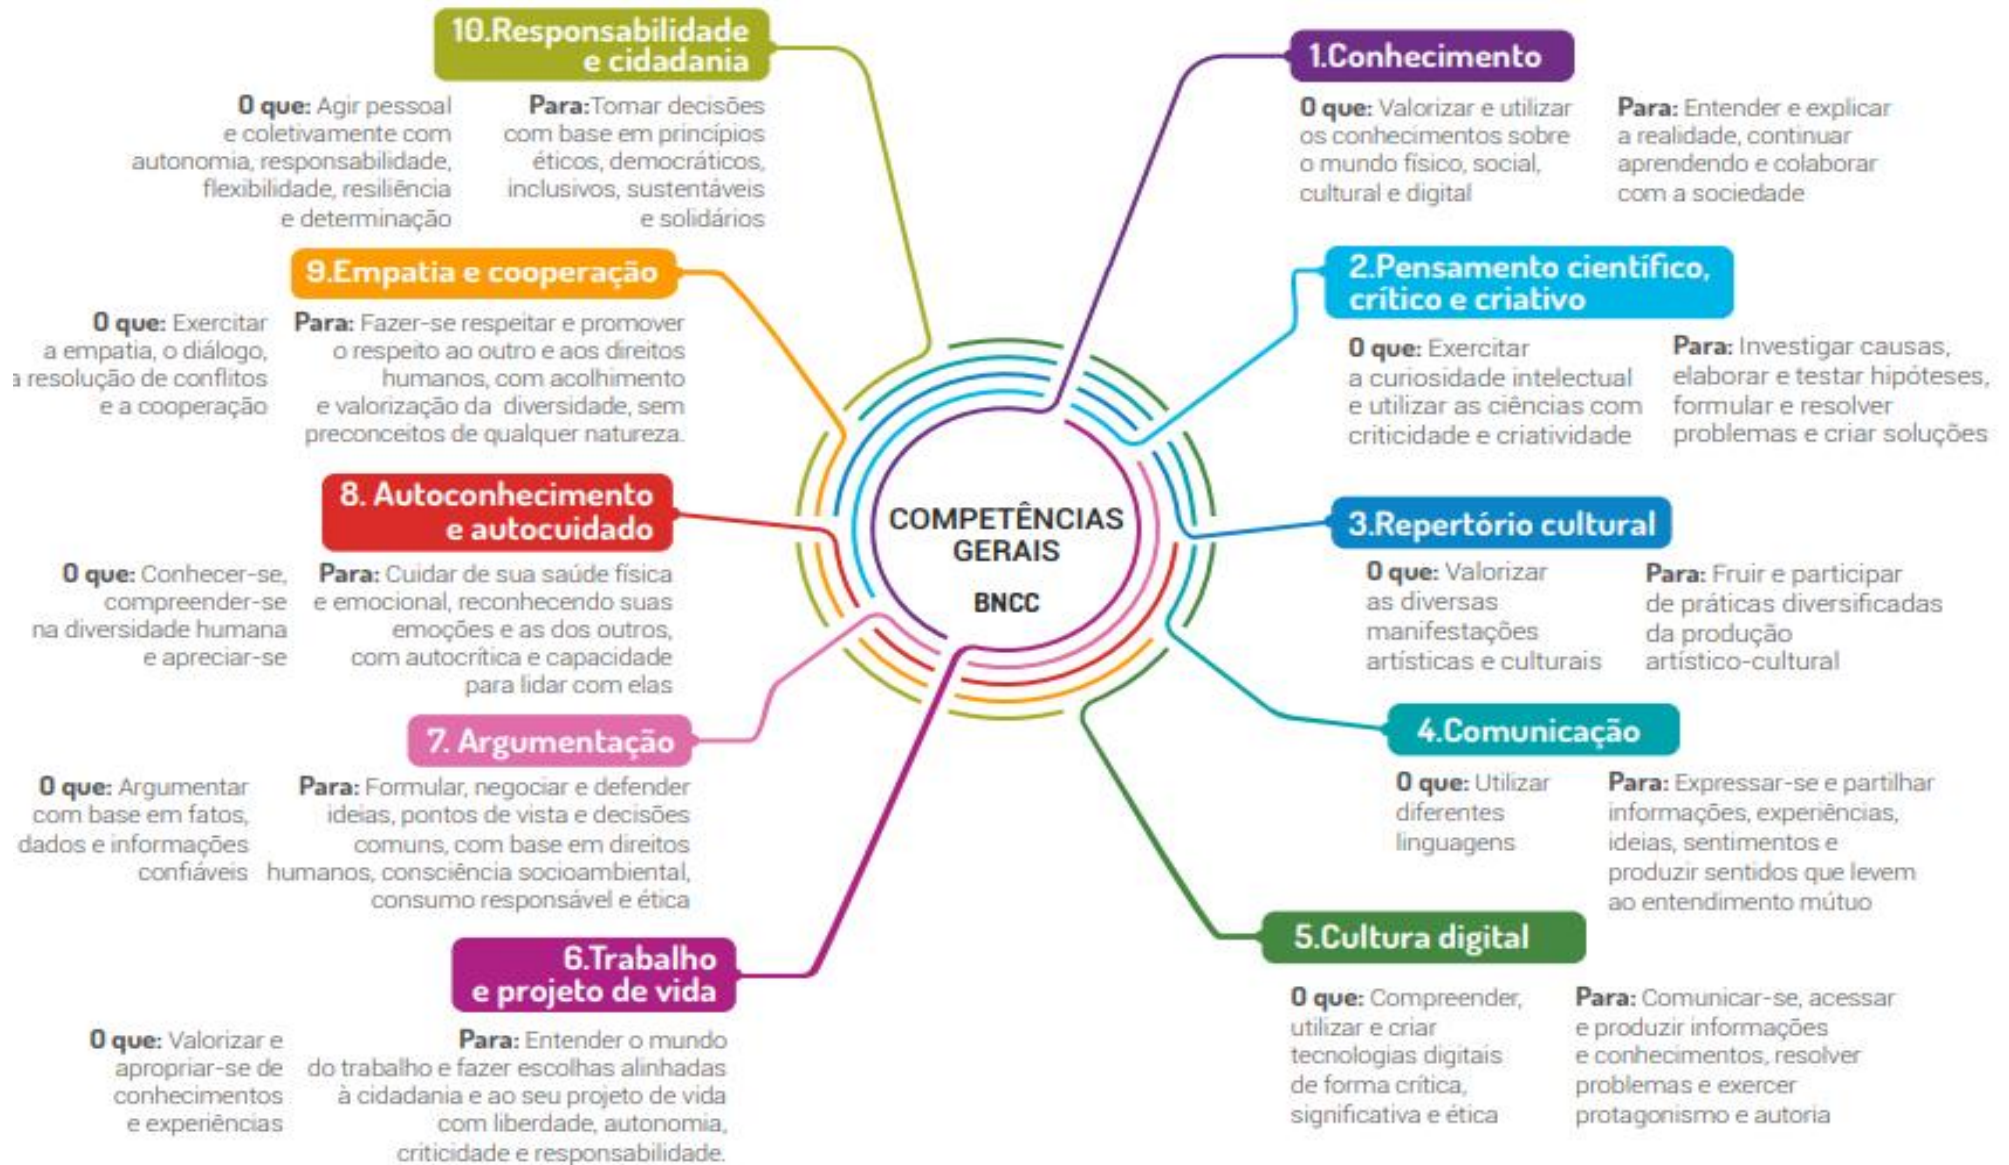 10.Responsabilidade
e cidadania
O que: Agir pessoal
e coletivamente com
autonomia, responsabilidade,
flexibilidade, resiliência
e determinação
Para:Tomar decisões
com base em princípios
éticos, democráticos,
inclusivos, sustentáveis
e solidários
9.Empatia e cooperação
O que: Exercitar
a empatia, o diálogo,
a resolução de conflitos
e a cooperação
Para: Fazer-se respeitar e promover
o respeito ao outro e aos direitos
humanos, com acolhimento
e valorização da diversidade, sem
preconceitos de qualquer natureza.
8. Autoconhecimento
e autocuidado
O que: Conhecer-se,
compreender-se
na diversidade humana
e apreciar-se
Para: Cuidar de sua saúde física
e emocional, reconhecendo suas
emoções e as dos outros,
com autocrítica e capacidade
para lidar com elas
7. Argumentação
O que: Argumentar
com base em fatos,
dados e informações
confiáveis
Para: Formular, negociar e defender
ideias, pontos de vista e decisões
comuns, com base em direitos
humanos, consciência socioambiental,
consumo responsável e ética
6.Trabalho
e projeto de vida
O que: Valorizar e
apropriar-se de
conhecimentos
e experiências
Para: Entender o mundo
do trabalho e fazer escolhas alinhadas
à cidadania e ao seu projeto de vida
com liberdade, autonomia,
criticidade e responsabilidade.
COMPETÊNCIAS
GERAIS
BNCC
1.Conhecimento
O que: Valorizar e utilizar
os conhecimentos sobre
o mundo físico, social,
cultural e digital
Para: Entender e explicar
a realidade, continuar
aprendendo e colaborar
com a sociedade
2.Pensamento científico,
crítico e criativo
O que: Exercitar
a curiosidade intelectual
e utilizar as ciências com
criticidade e criatividade
Para: Investigar causas,
elaborar e testar hipóteses,
formular e resolver
problemas e criar soluções
3.Repertório cultural
O que: Valorizar
as diversas
manifestações
artísticas e culturais
Para: Fruir e participar
de práticas diversificadas
da produção
artístico-cultural
4.Comunicação
O que: Utilizar
diferentes
linguagens
Para: Expressar-se e partilhar
informações, experiências,
ideias, sentimentos e
produzir sentidos que levem
ao entendimento mútuo
5.Cultura digital
O que: Compreender,
utilizar e criar
tecnologias digitais
de forma crítica,
significativa e ética
Para: Comunicar-se, acessar
e produzir informações
e conhecimentos, resolver
problemas e exercer
protagonismo e autoria